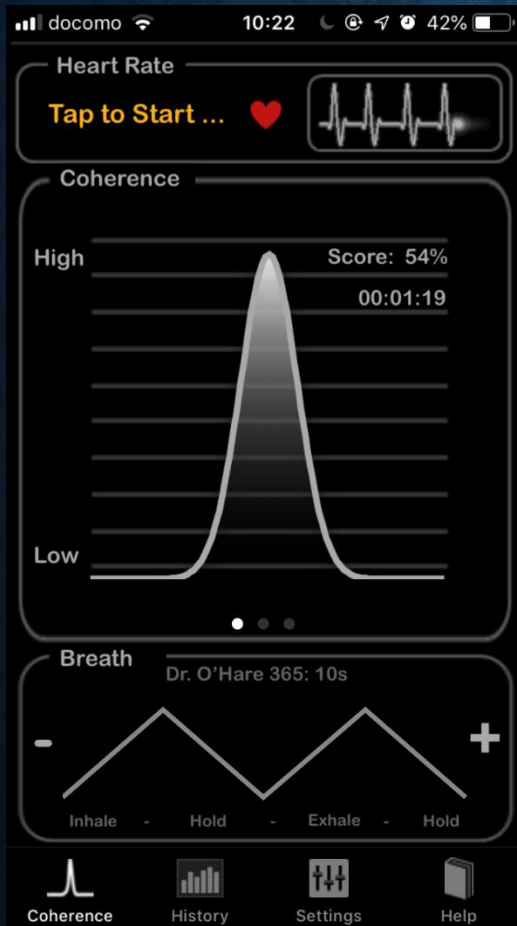 docomo 10:22 42%
Heart Rate
Tap to Start ...
Coherence
High
Score: 54%
00:01:19
Low
Breath
Dr. O'Hare 365: 10s
- +
Inhale - Hold - Exhale - Hold
Coherence History Settings Help